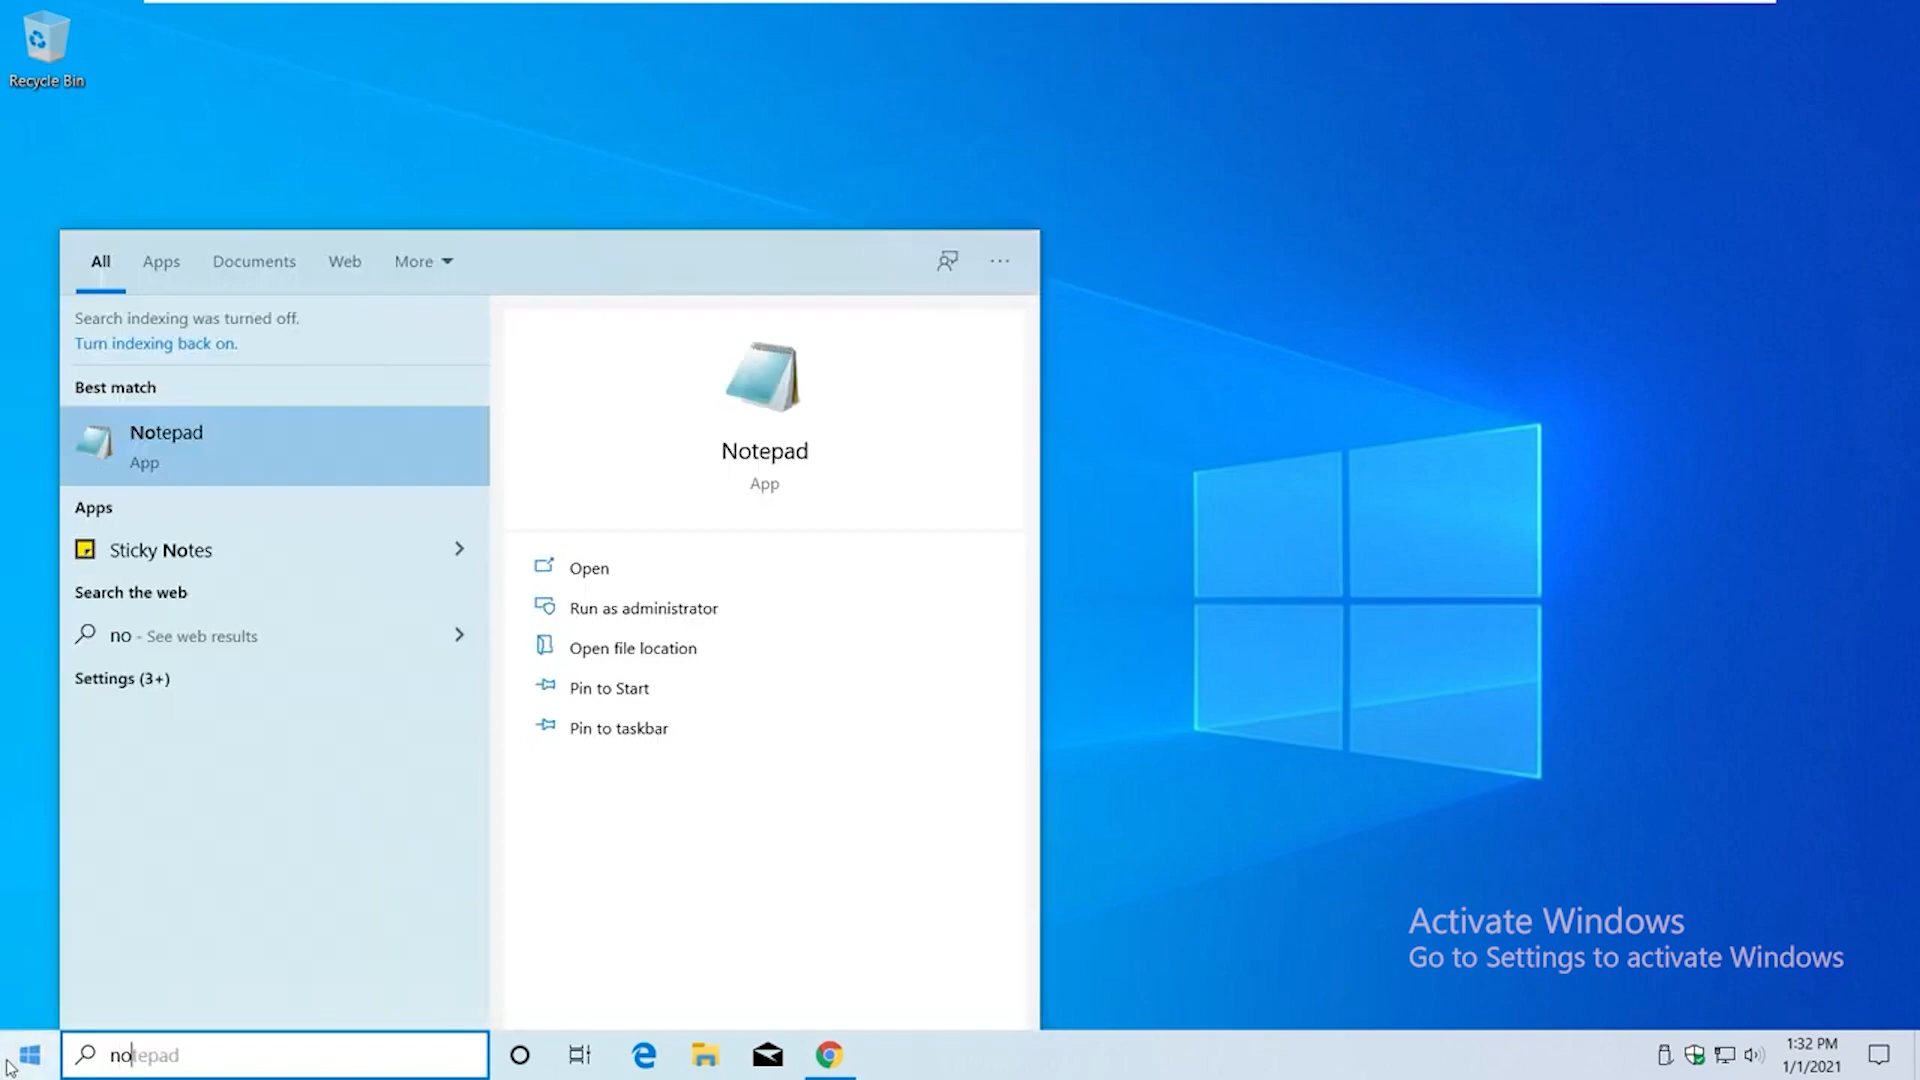 Recycle Bin
All Apps Documents Web More
Search indexing was turned off.
Turn indexing back on.
Best match
Notepad
App
Apps
Sticky Notes
Search the web
no - See web results
Settings (3+)
Notepad
App
Open
Run as administrator
Open file location
Pin to Start
Pin to taskbar
Activate Windows
Go to Settings to activate Windows
notepad
1:32 PM
1/1/2021